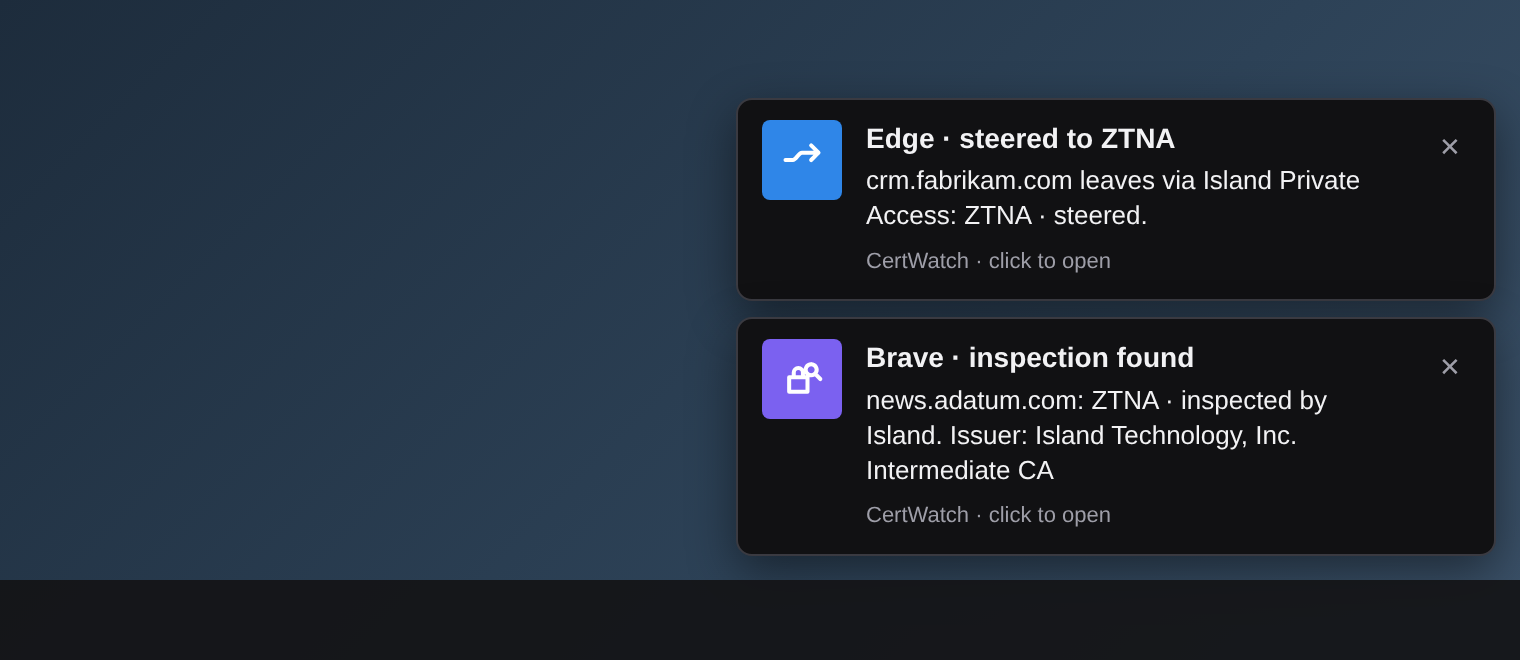 Edge · steered to ZTNA
crm.fabrikam.com leaves via Island Private
Access: ZTNA · steered.
CertWatch · click to open
Brave · inspection found
news.adatum.com: ZTNA · inspected by
Island. Issuer: Island Technology, Inc.
Intermediate CA
CertWatch · click to open